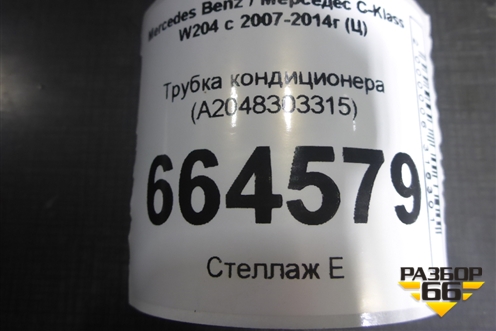 Mercedes Benz / Мерседес C-Klass
W204 с 2007-2014г (Ц)
Трубка кондиционера
(A2048303315)
664579
Стеллаж Е
РАЗБОР
66